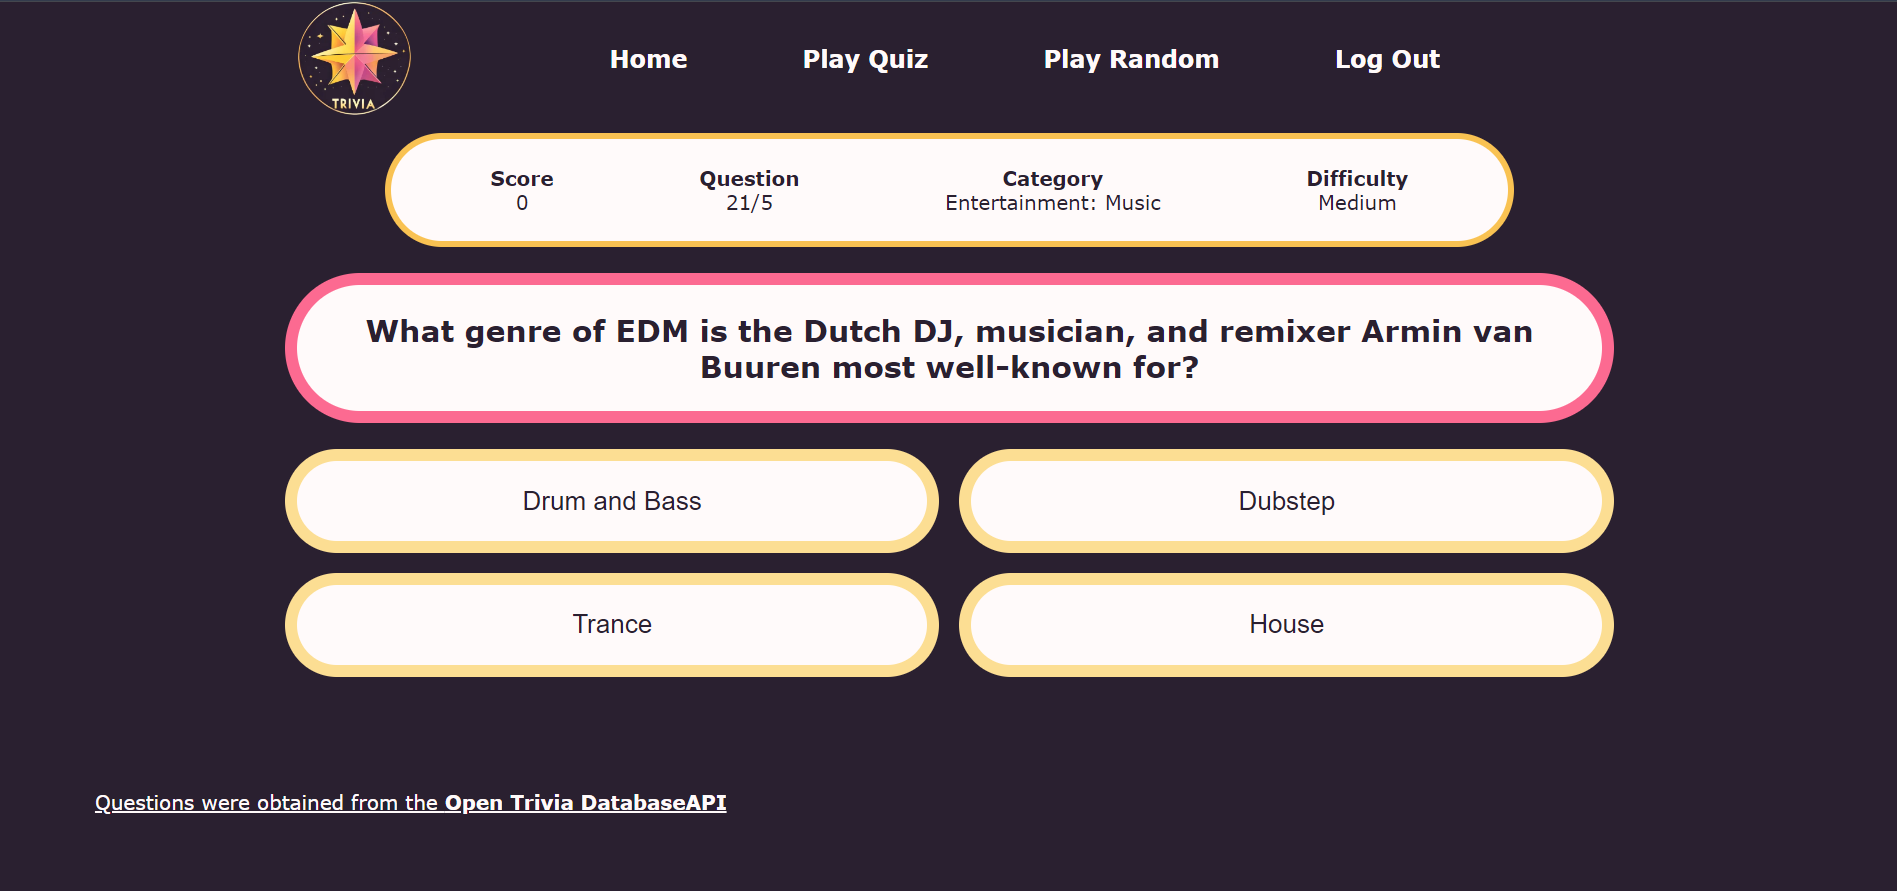 TRIVIA
Home
Play Quiz
Play Random
Log Out
Score
0
Question
21/5
Category
Entertainment: Music
Difficulty
Medium
What genre of EDM is the Dutch DJ, musician, and remixer Armin van
Buuren most well-known for?
Drum and Bass
Dubstep
Trance
House
Questions were obtained from the Open Trivia DatabaseAPI